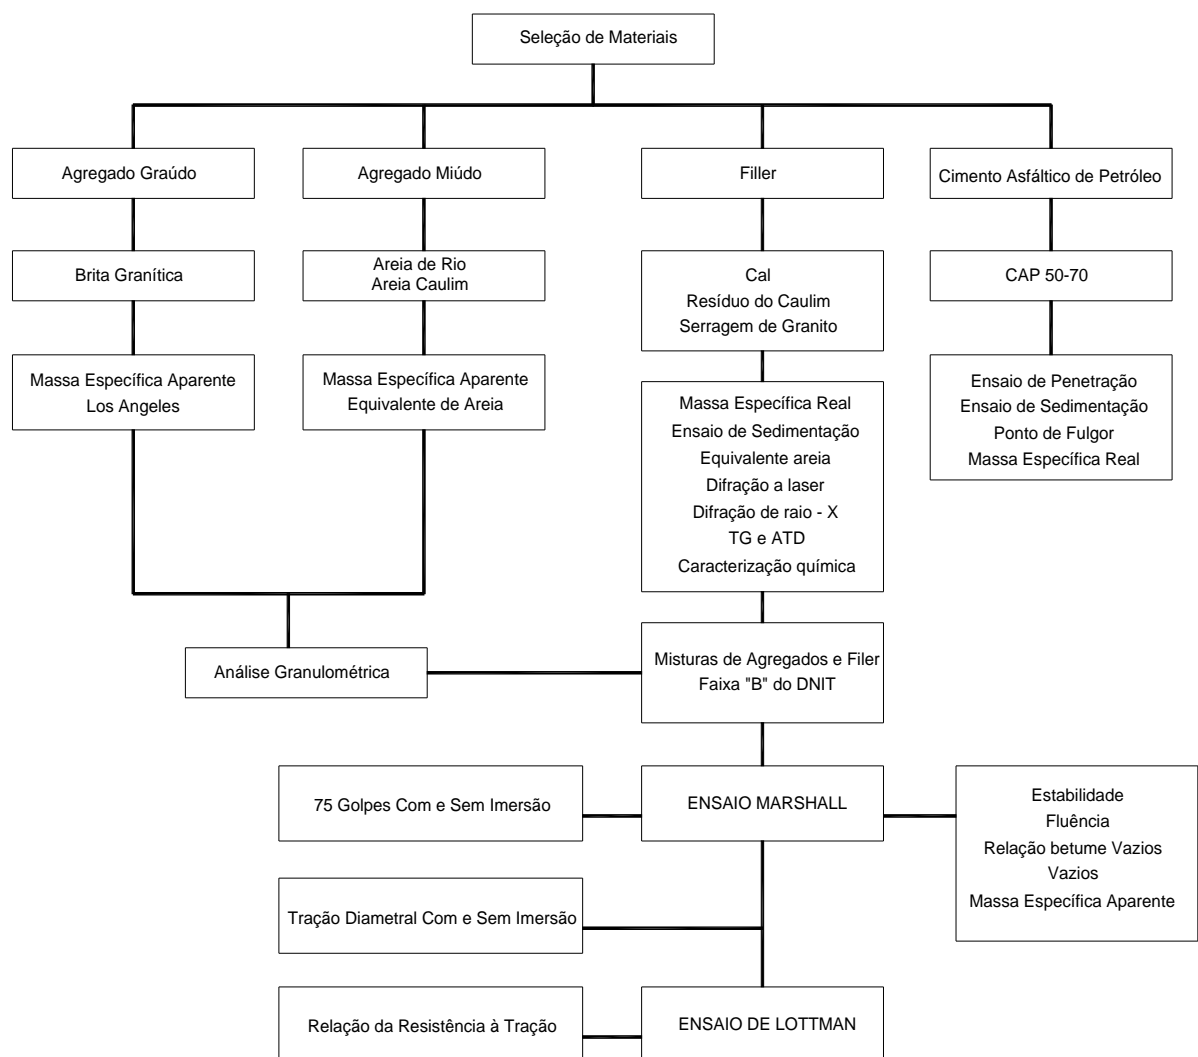 Seleção de Materiais
Agregado Graúdo
Agregado Miúdo
Filler
Cimento Asfáltico de Petróleo
Brita Granítica
Areia de Rio
Areia Caulim
Cal
Resíduo do Caulim
Serragem de Granito
CAP 50-70
Massa Específica Aparente
Los Angeles
Massa Específica Aparente
Equivalente de Areia
Massa Específica Real
Ensaio de Sedimentação
Equivalente areia
Difração a laser
Difração de raio - X
TG e ATD
Caracterização química
Ensaio de Penetração
Ensaio de Sedimentação
Ponto de Fulgor
Massa Específica Real
Análise Granulométrica
Misturas de Agregados e Filer
Faixa "B" do DNIT
75 Golpes Com e Sem Imersão
ENSAIO MARSHALL
Estabilidade
Fluência
Relação betume Vazios
Vazios
Massa Específica Aparente
Tração Diametral Com e Sem Imersão
Relação da Resistência à Tração
ENSAIO DE LOTTMAN